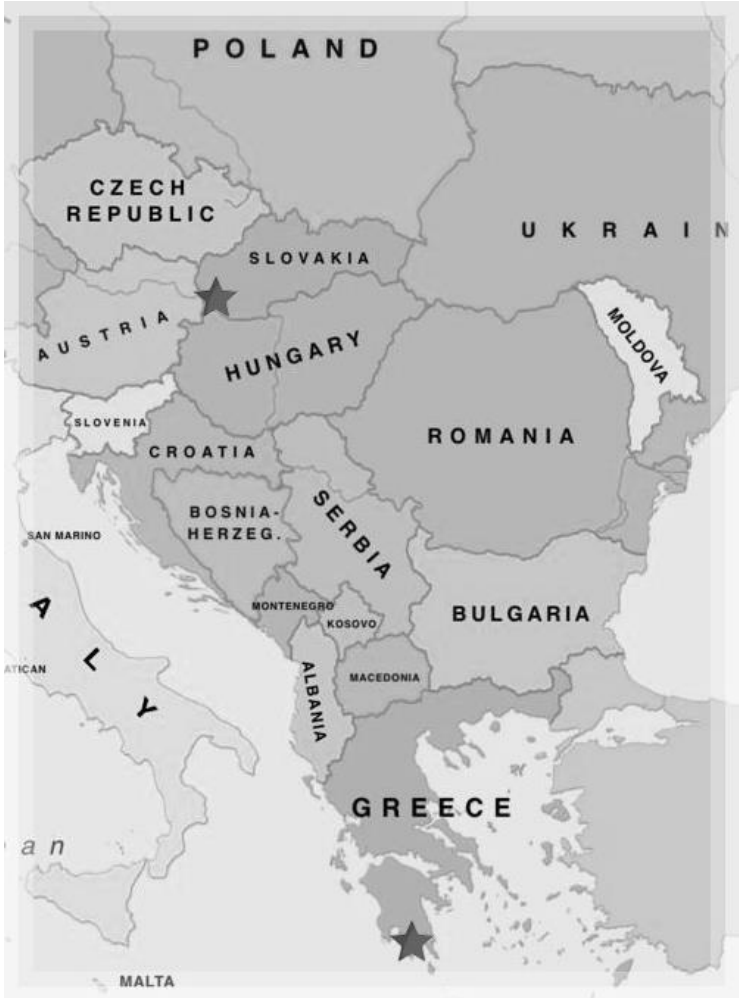 POLAND
CZECH
REPUBLIC
UKRAIN
SLOVAKIA
AUSTRIA
HUNGARY
MOLDOVA
SLOVENIA
CROATIA
ROMANIA
BOSNIA-
HERZEG.
SERBIA
SAN MARINO
MONTENEGRO
KOSOVO
BULGARIA
ALY
ATICAN
ALBANIA
MACEDONIA
GREECE
an
MALTA